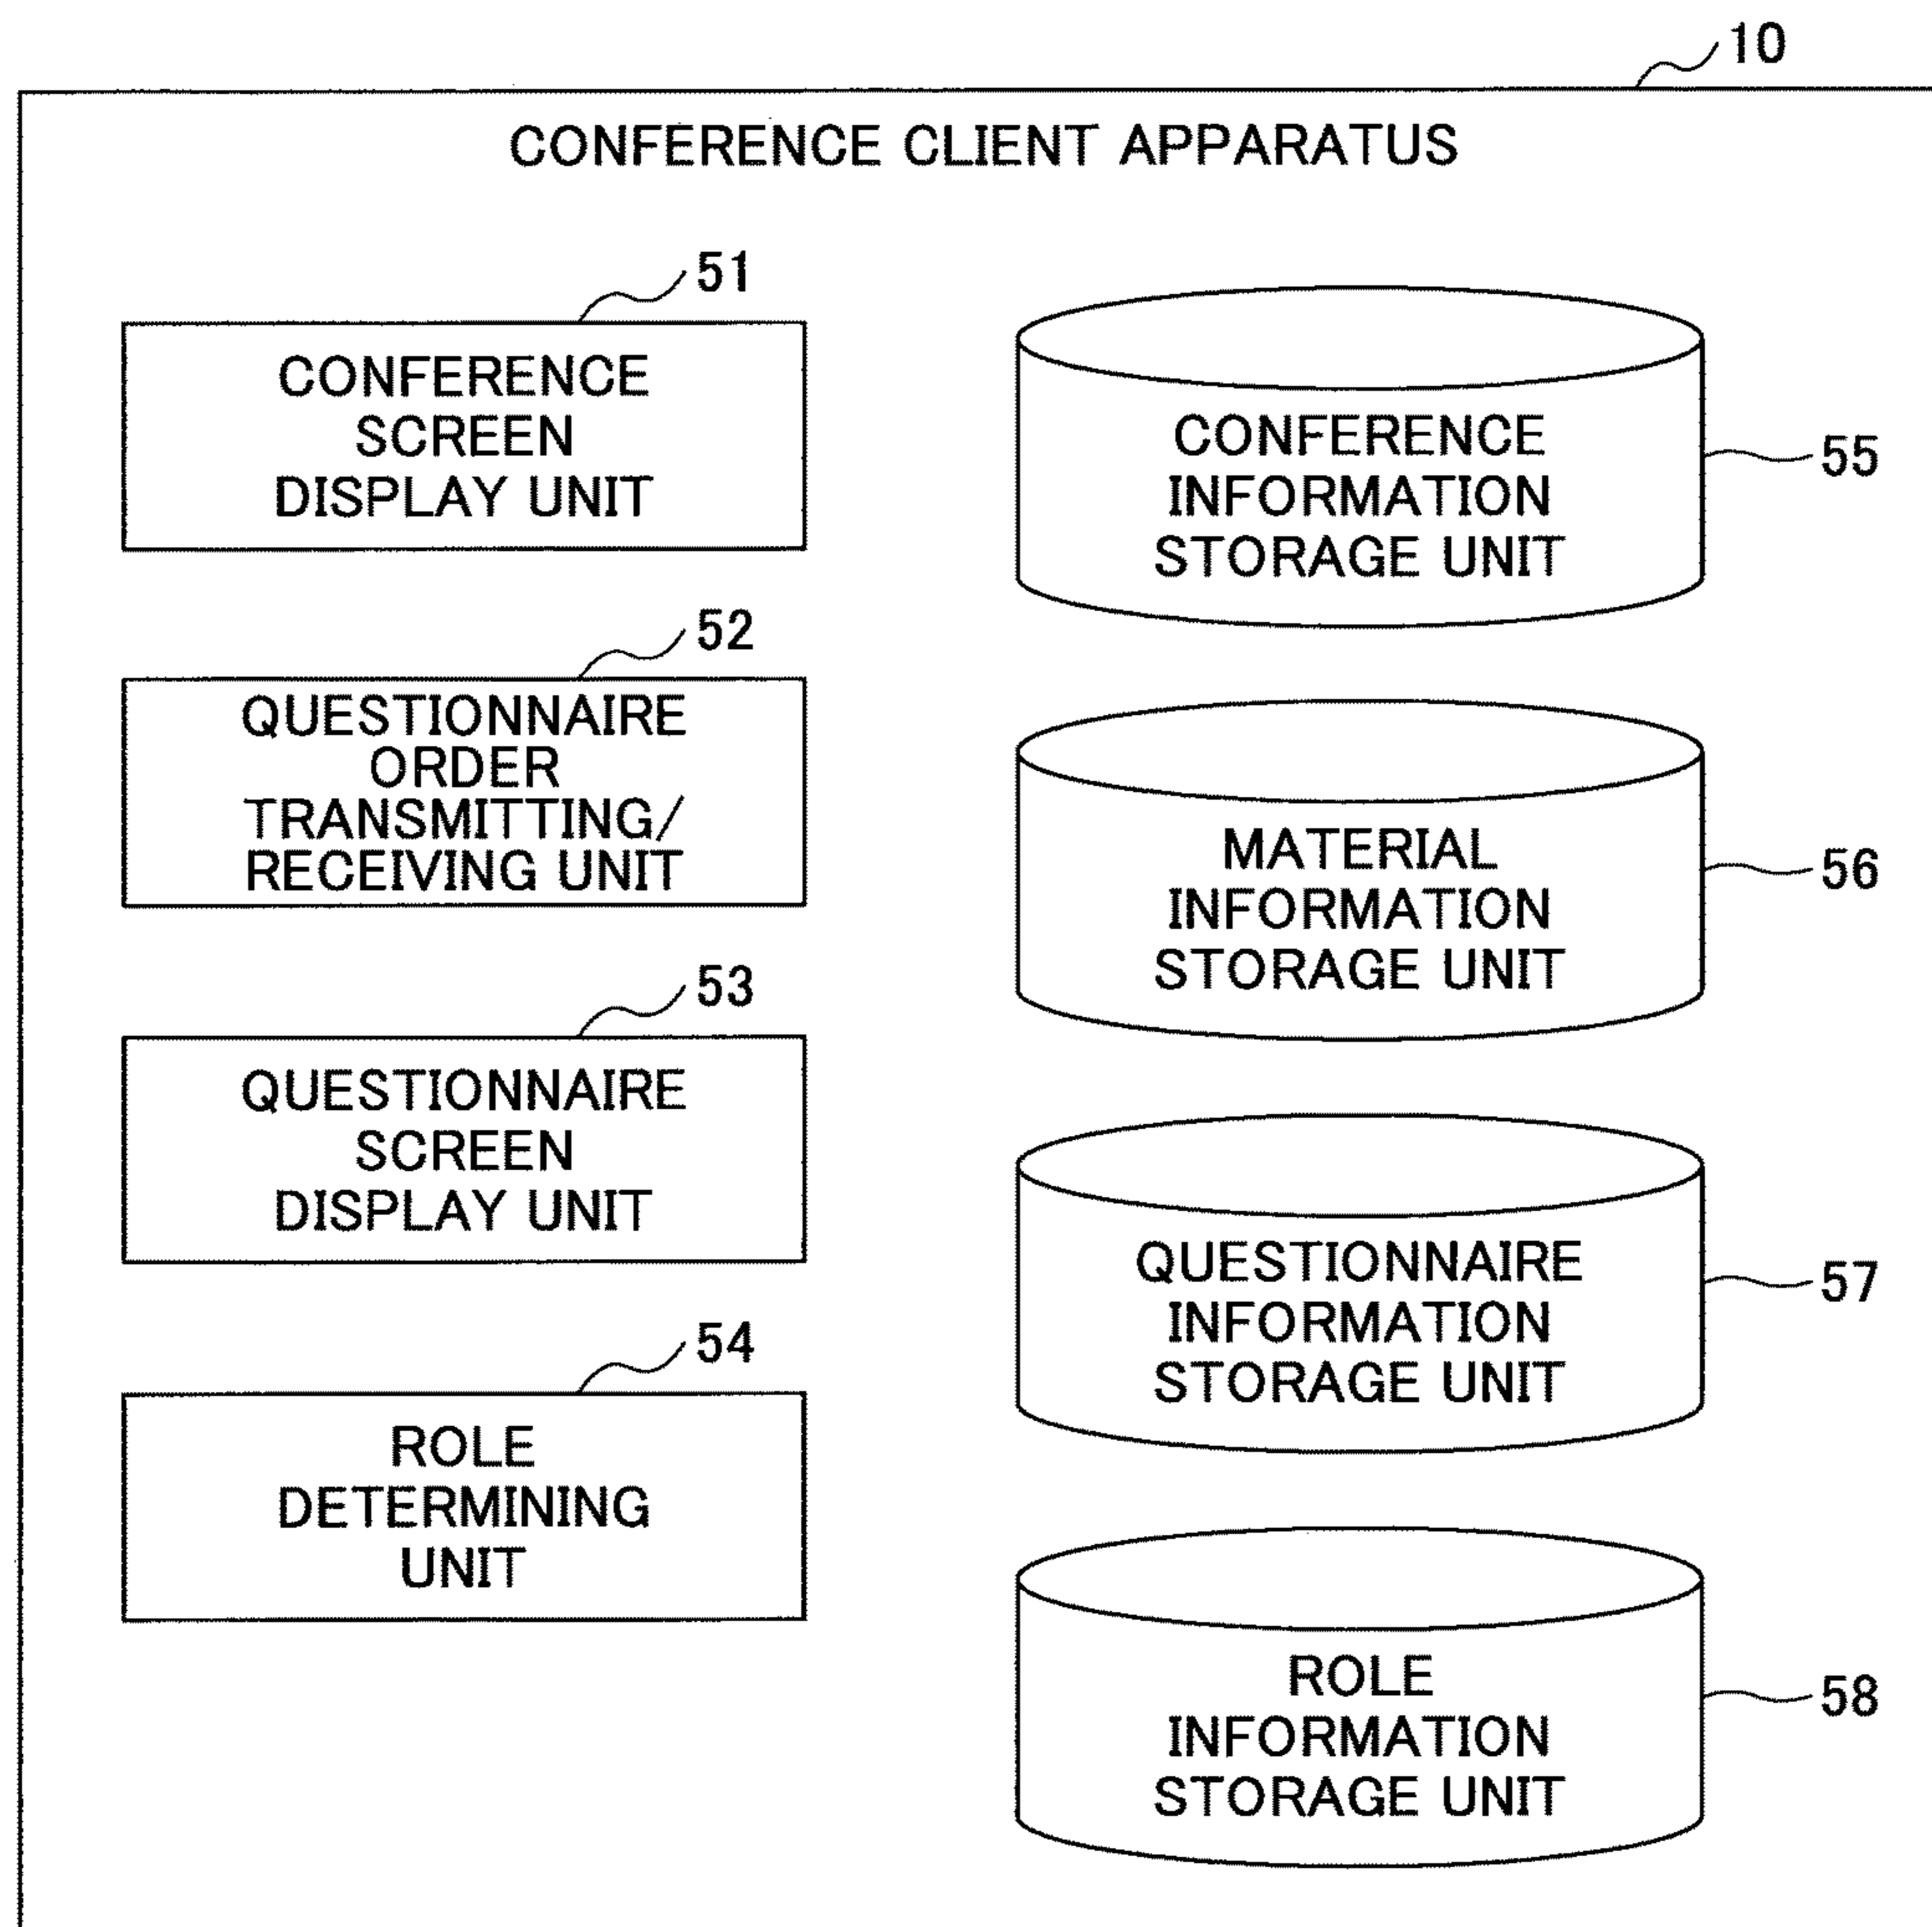 10
CONFERENCE CLIENT APPARATUS
51
CONFERENCE
SCREEN
DISPLAY UNIT
52
QUESTIONNAIRE
ORDER
TRANSMITTING/
RECEIVING UNIT
53
QUESTIONNAIRE
SCREEN
DISPLAY UNIT
54
ROLE
DETERMINING
UNIT
CONFERENCE
INFORMATION
STORAGE UNIT
55
MATERIAL
INFORMATION
STORAGE UNIT
56
QUESTIONNAIRE
INFORMATION
STORAGE UNIT
57
ROLE
INFORMATION
STORAGE UNIT
58